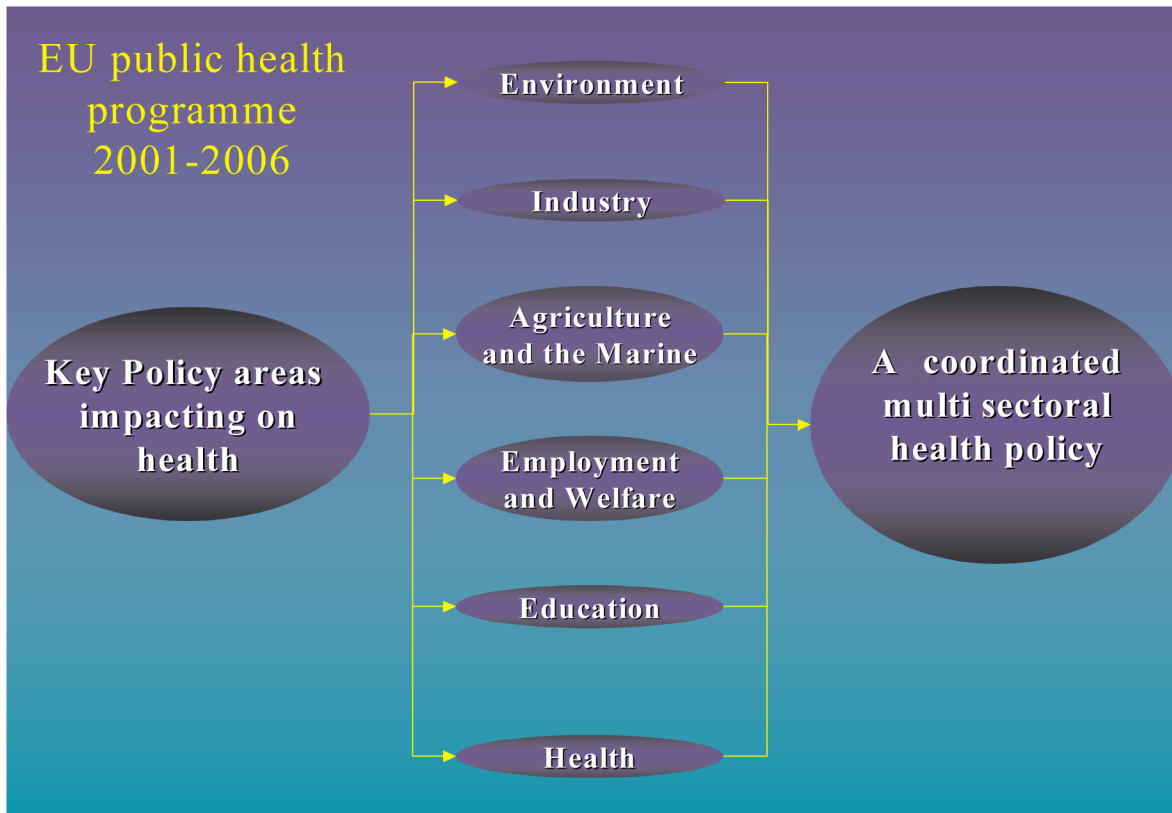 EU public health
programme
2001-2006
Key Policy areas
impacting on
health
Environment
Industry
Agriculture
and the Marine
Employment
and Welfare
Education
Health
A coordinated
multi sectoral
health policy